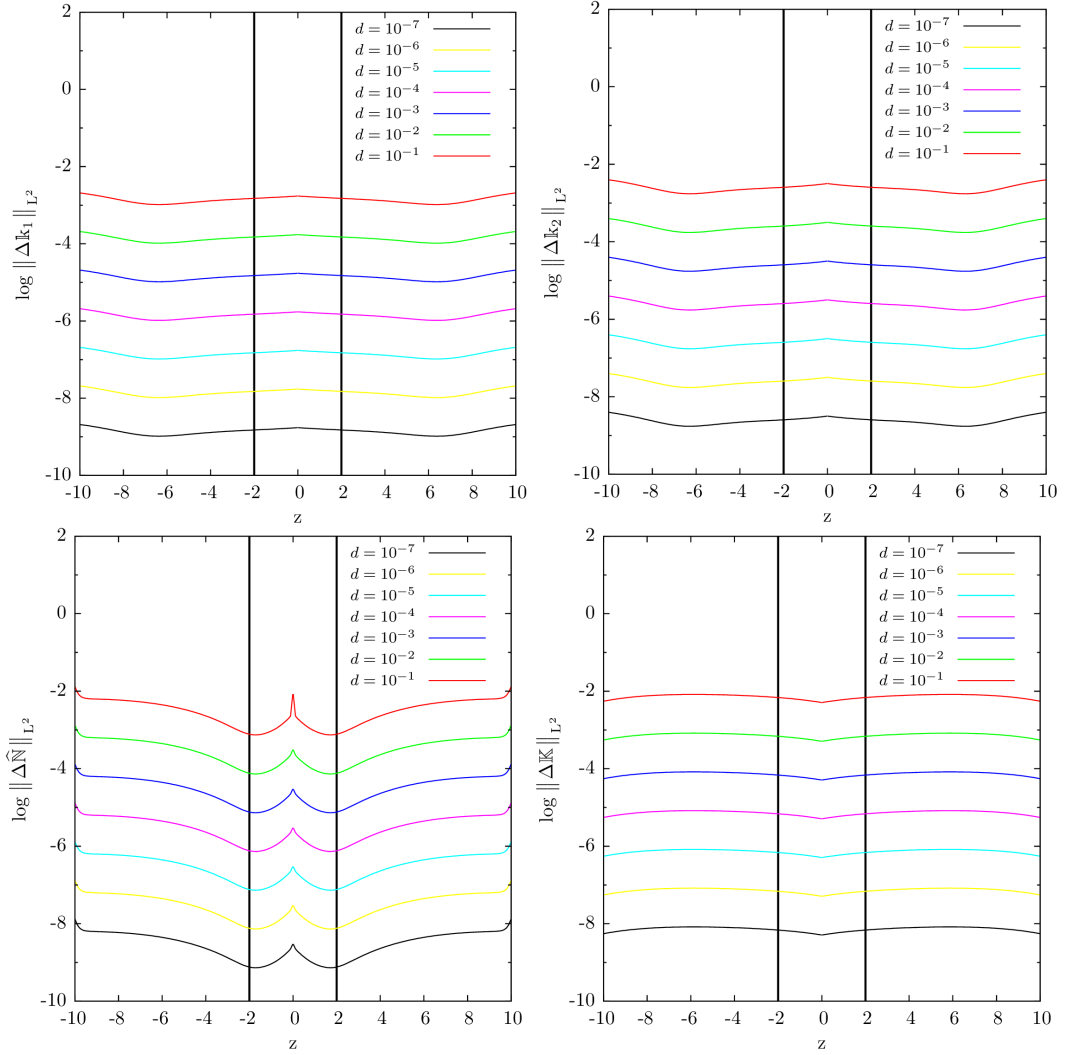 2
0
-2
-4
-6
-8
-10
-10 -8 -6 -4 -2 0 2 4 6 8 10
z
log || Δ𝕜₁ ||_L²
d = 10⁻⁷
d = 10⁻⁶
d = 10⁻⁵
d = 10⁻⁴
d = 10⁻³
d = 10⁻²
d = 10⁻¹
2
0
-2
-4
-6
-8
-10
-10 -8 -6 -4 -2 0 2 4 6 8 10
z
log || Δ𝕜₂ ||_L²
d = 10⁻⁷
d = 10⁻⁶
d = 10⁻⁵
d = 10⁻⁴
d = 10⁻³
d = 10⁻²
d = 10⁻¹
2
0
-2
-4
-6
-8
-10
-10 -8 -6 -4 -2 0 2 4 6 8 10
z
log || Δℕ̂ ||_L²
d = 10⁻⁷
d = 10⁻⁶
d = 10⁻⁵
d = 10⁻⁴
d = 10⁻³
d = 10⁻²
d = 10⁻¹
2
0
-2
-4
-6
-8
-10
-10 -8 -6 -4 -2 0 2 4 6 8 10
z
log || Δ𝕂 ||_L²
d = 10⁻⁷
d = 10⁻⁶
d = 10⁻⁵
d = 10⁻⁴
d = 10⁻³
d = 10⁻²
d = 10⁻¹